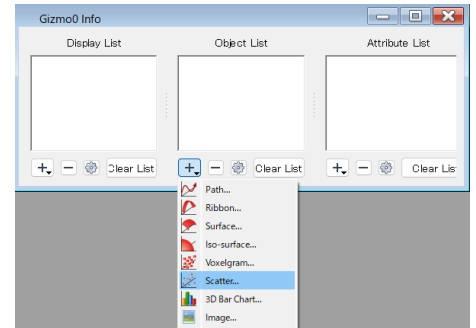 Gizmo0 Info
Display List
Object List
Attribute List
Clear List
Clear List
Clear Lis
Path...
Ribbon...
Surface...
Iso-surface...
Voxelgram...
Scatter...
3D Bar Chart...
Image...